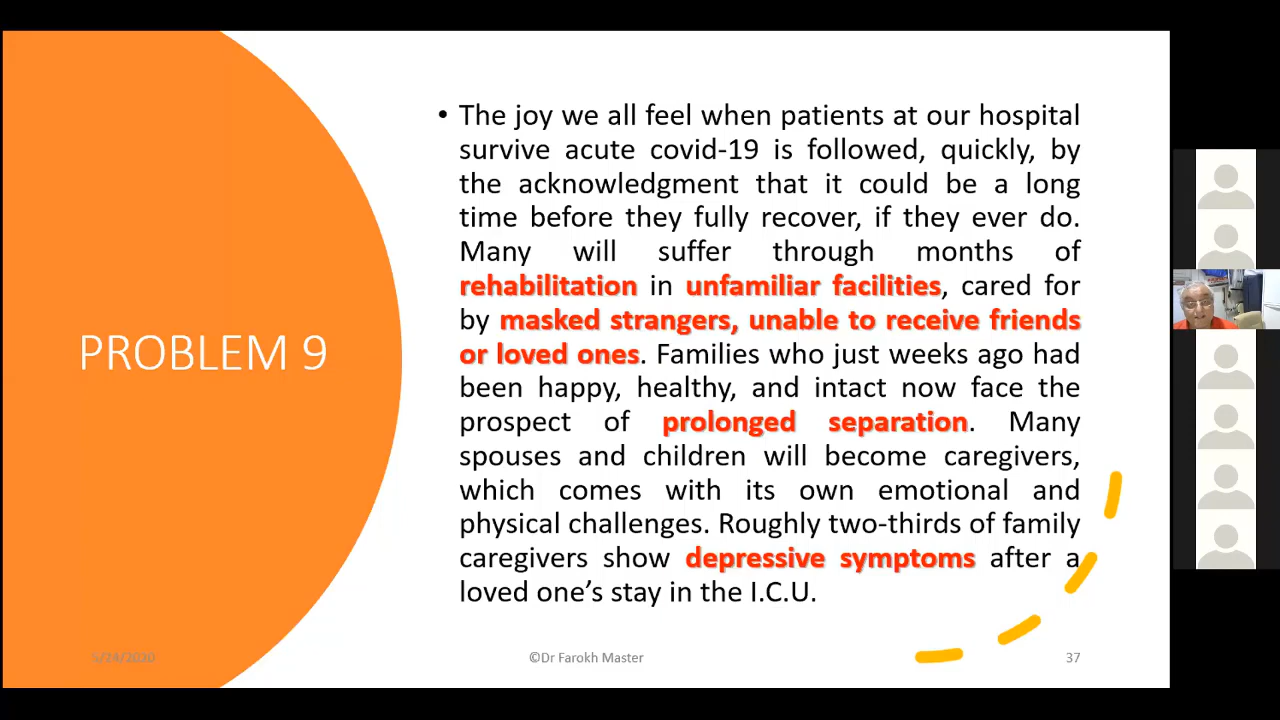 PROBLEM 9
• The joy we all feel when patients at our hospital
survive acute covid-19 is followed, quickly, by
the acknowledgment that it could be a long
time before they fully recover, if they ever do.
Many will suffer through months of
rehabilitation in unfamiliar facilities, cared for
by masked strangers, unable to receive friends
or loved ones. Families who just weeks ago had
been happy, healthy, and intact now face the
prospect of prolonged separation. Many
spouses and children will become caregivers,
which comes with its own emotional and
physical challenges. Roughly two-thirds of family
caregivers show depressive symptoms after a
loved one’s stay in the I.C.U.
5/24/2020
©Dr Farokh Master
37